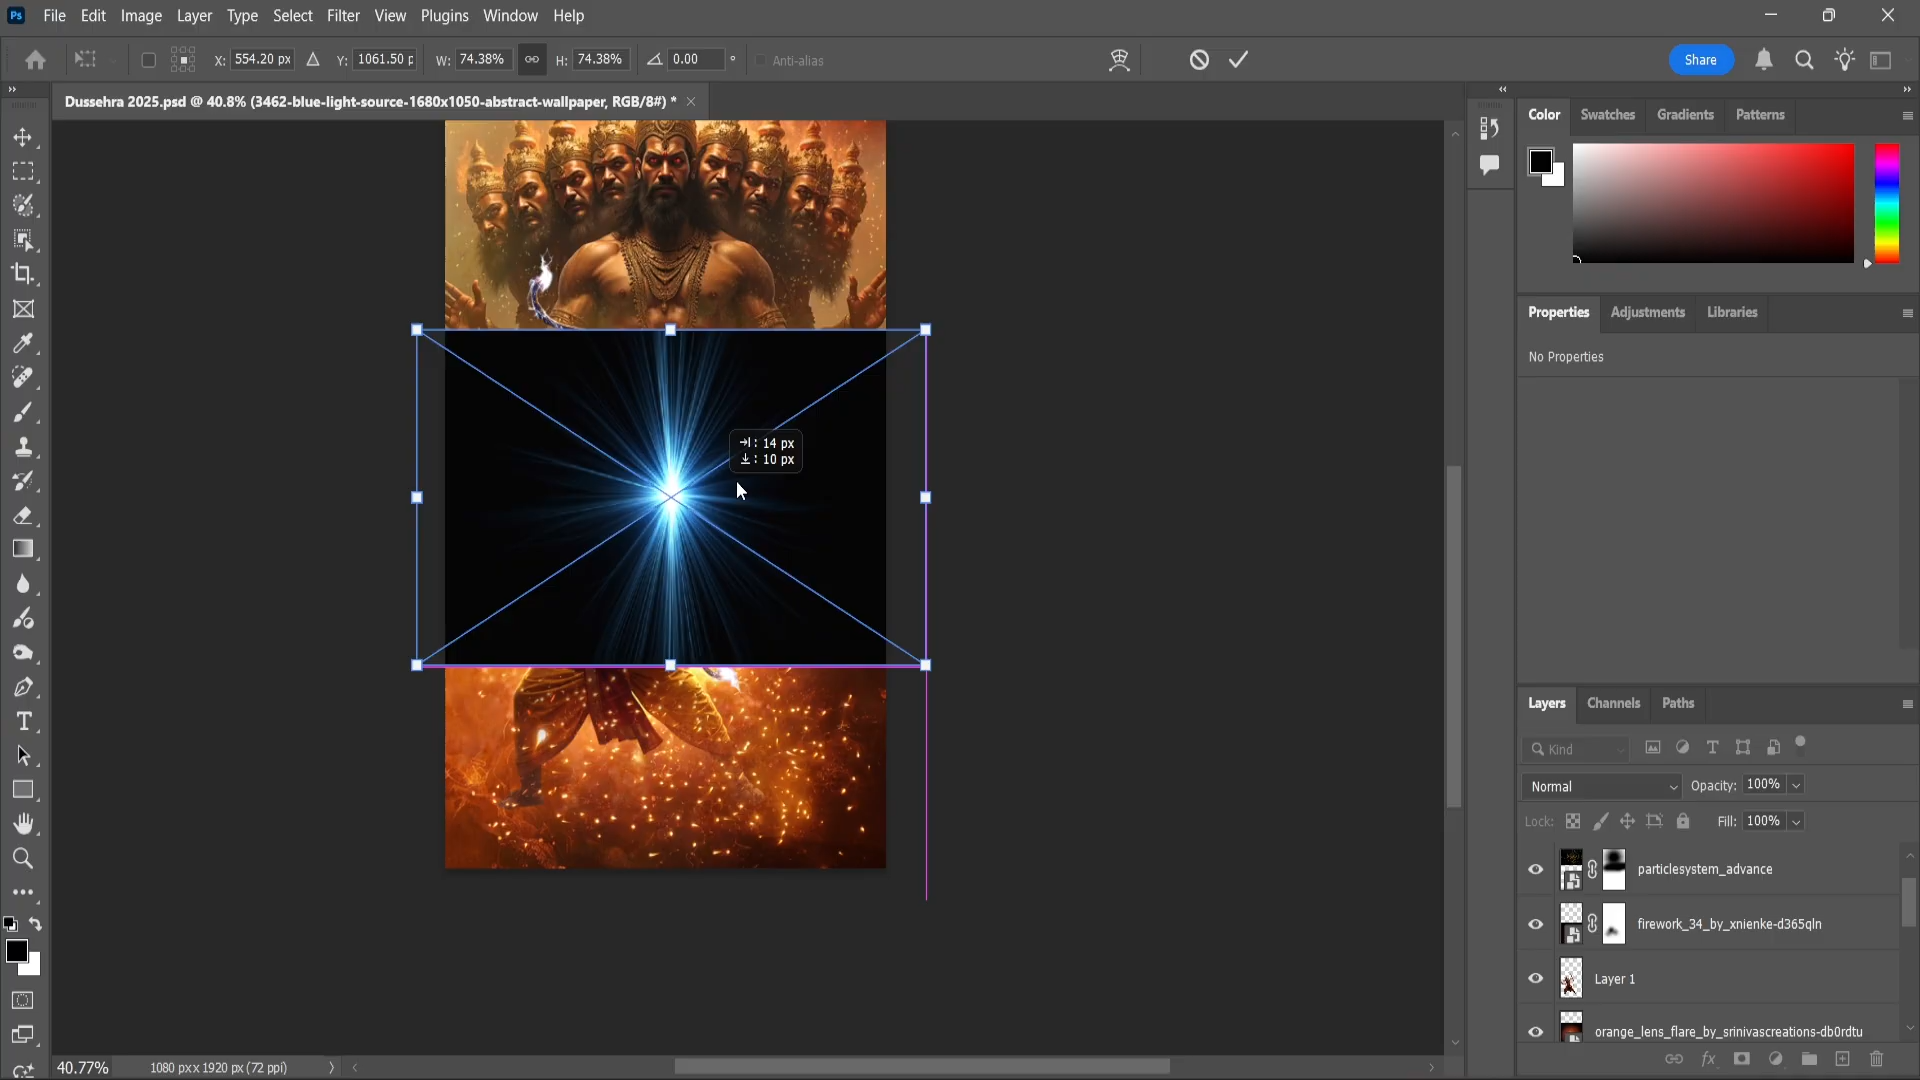 File Edit Image Layer Type Select Filter View Plugins Window Help
X: 554.20 px Y: 1061.50 p W: 74.38% H: 74.38% 0.00 ° Anti-alias Share
Dussehra 2025.psd @ 40.8% (3462-blue-light-source-1680x1050-abstract-wallpaper, RGB/8#) *
Color Swatches Gradients Patterns
Properties Adjustments Libraries
No Properties
: 14 px
: 10 px
Layers Channels Paths
Kind
Normal Opacity: 100%
Lock: Fill: 100%
particlesystem_advance
firework_34_by_xnienke-d365qln
Layer 1
orange_lens_flare_by_srinivascreations-db0rdtu
40.77% 1080 px x 1920 px (72 ppi)